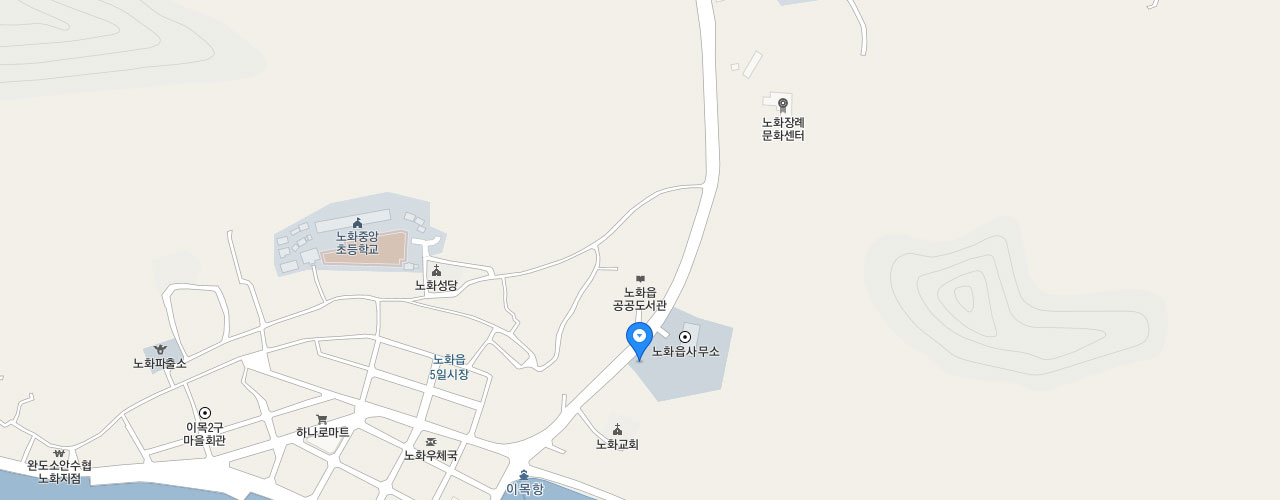 노화장례
문화센터
노화중앙
초등학교
노화성당
노화읍
공공도서관
노화읍사무소
노화파출소
노화읍
5일시장
이목2구
마을회관
하나로마트
노화우체국
노화교회
완도소안수협
노화지점
이목항